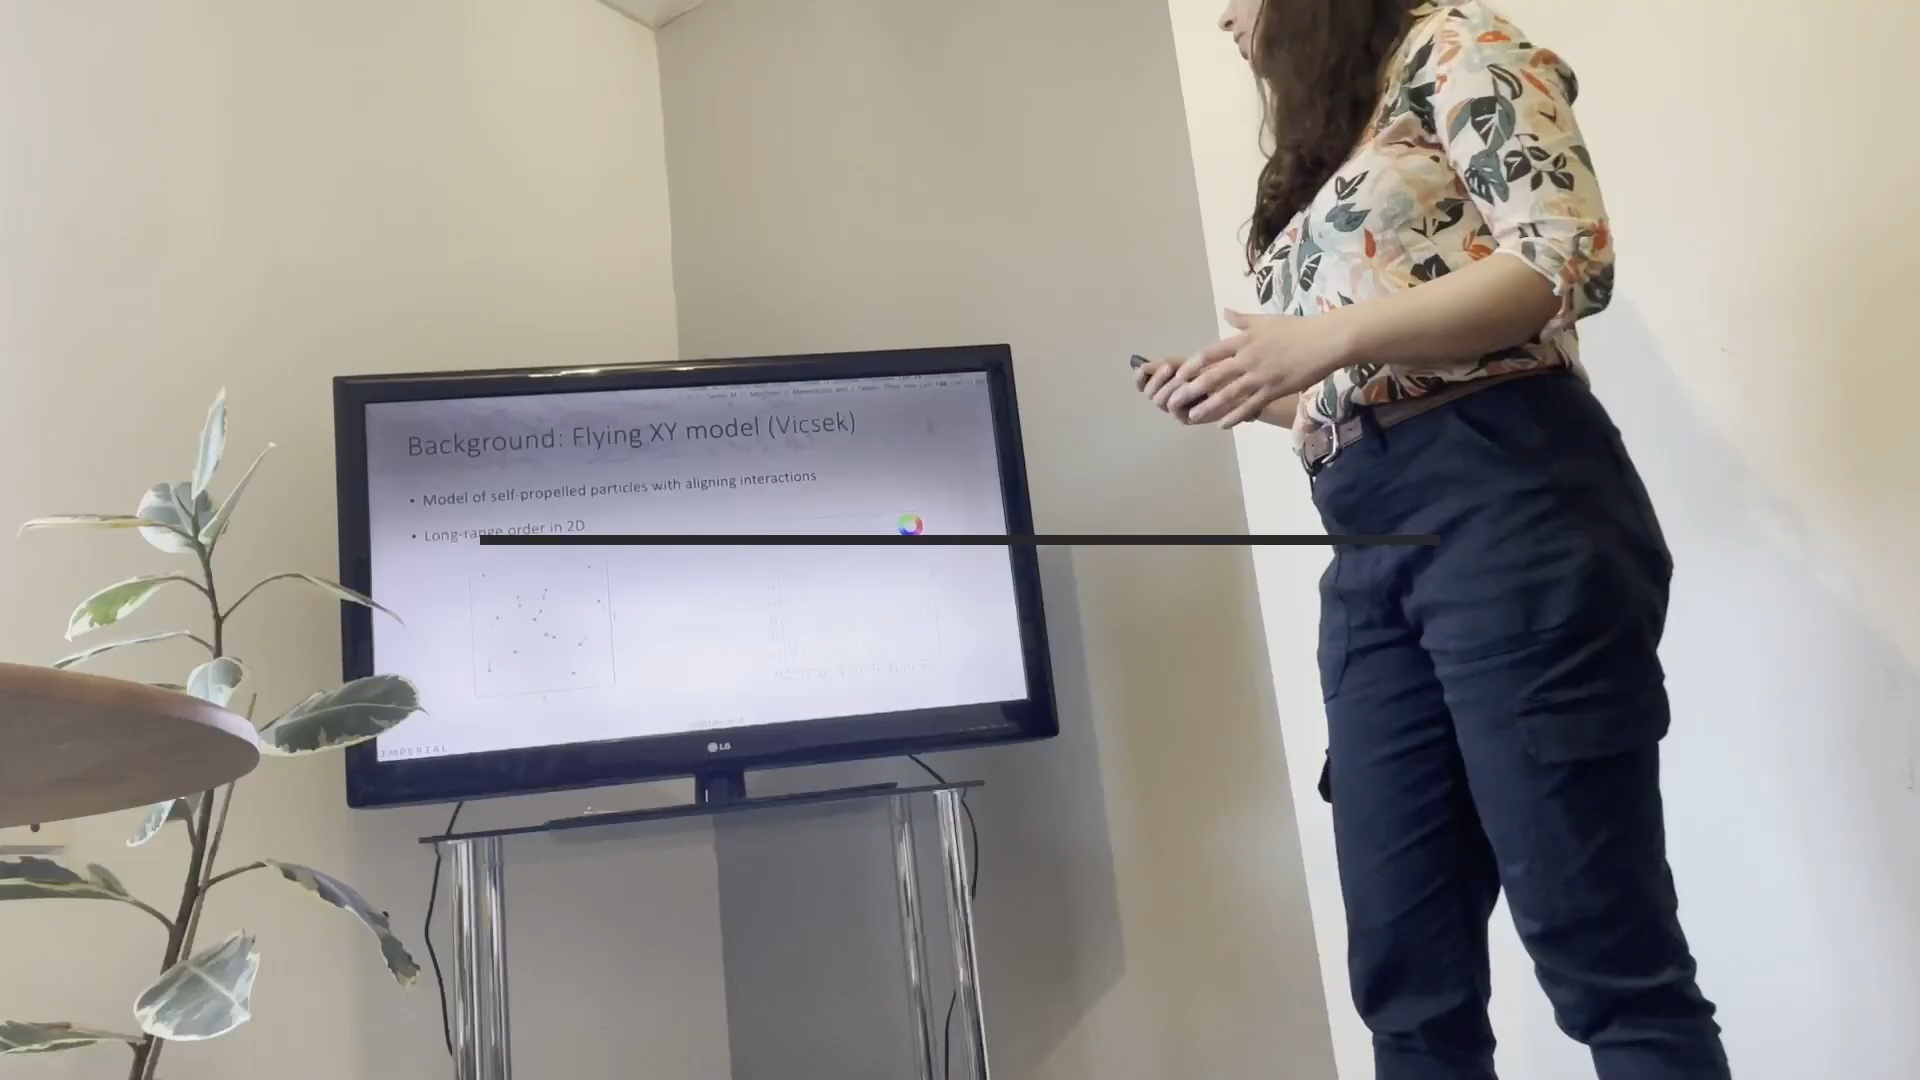 Background: Flying XY model (Vicsek)
• Model of self-propelled particles with aligning interactions
• Long-range order in 2D
IMPERIAL
LG